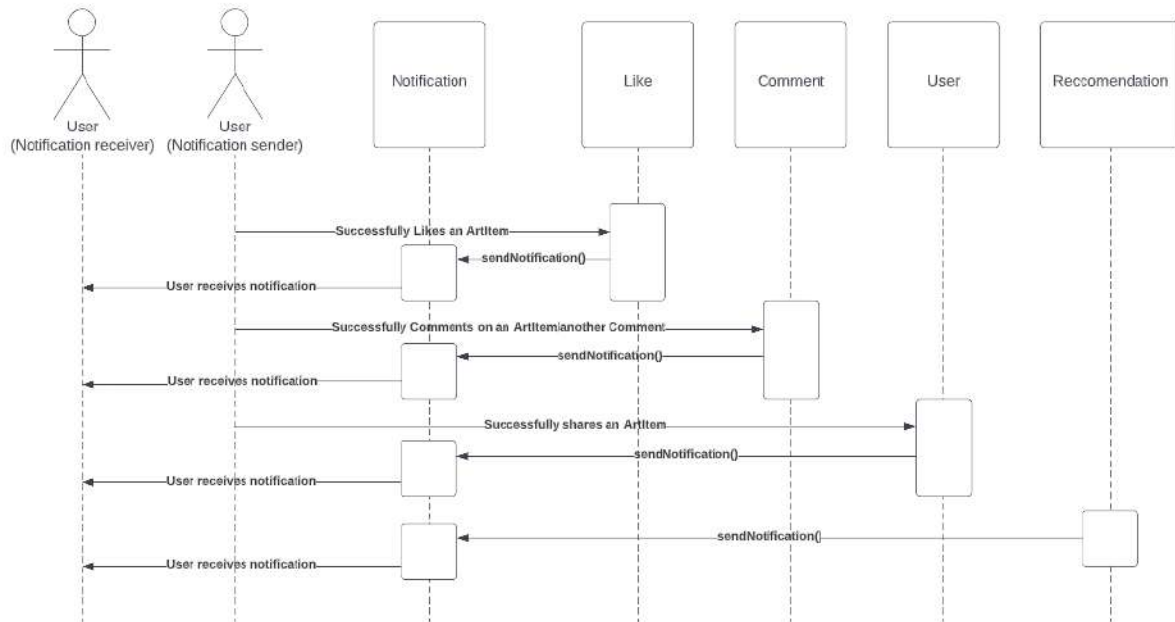 User
(Notification receiver)
User
(Notification sender)
Notification
Like
Comment
User
Reccomendation
Successfully Likes an ArtItem
sendNotification()
User receives notification
Successfully Comments on an ArtItem/another Comment
sendNotification()
User receives notification
Successfully shares an ArtItem
sendNotification()
User receives notification
sendNotification()
User receives notification